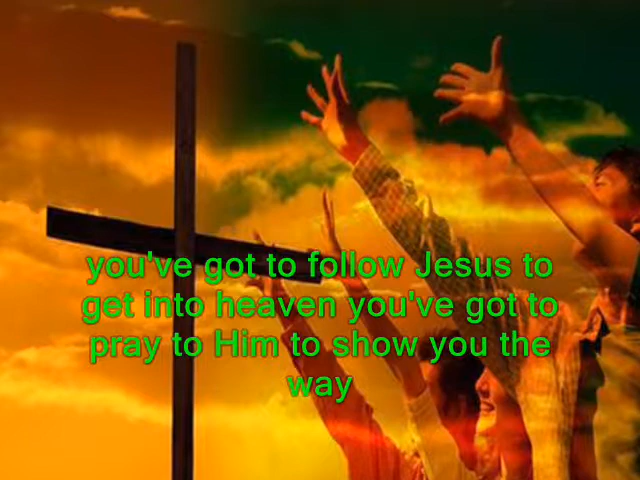 you've got to follow Jesus to
get into heaven you've got to
pray to Him to show you the
way